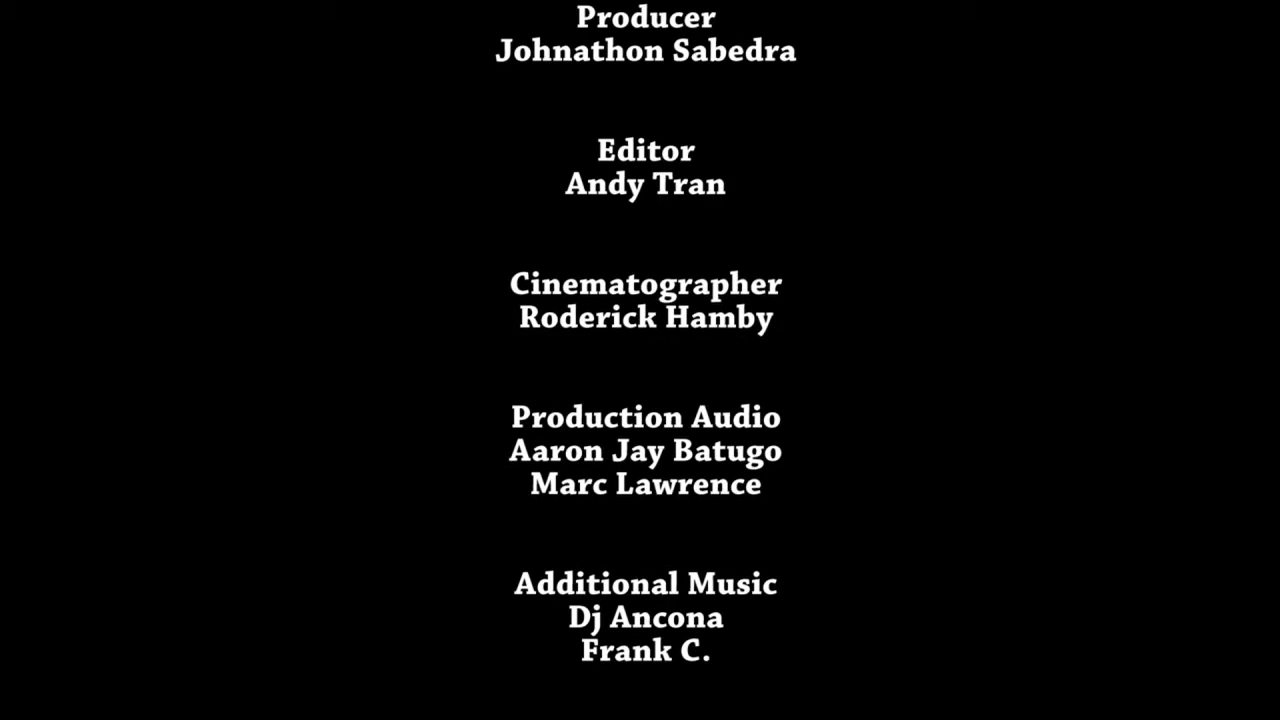 Producer
Johnathon Sabedra
Editor
Andy Tran
Cinematographer
Roderick Hamby
Production Audio
Aaron Jay Batugo
Marc Lawrence
Additional Music
Dj Ancona
Frank C.